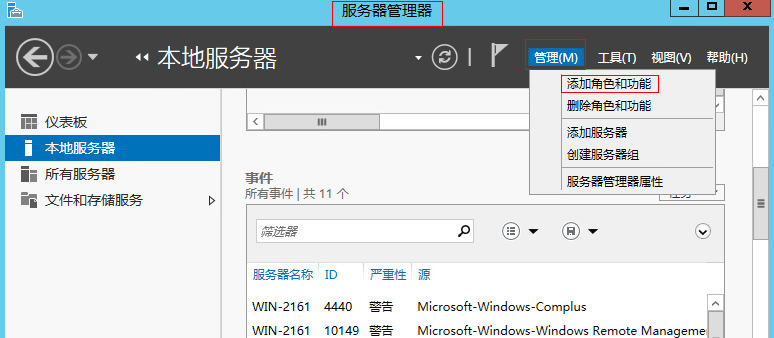 服务器管理器
本地服务器
管理(M) 工具(T) 视图(V) 帮助(H)
添加角色和功能
删除角色和功能
添加服务器
创建服务器组
服务器管理器属性
仪表板
本地服务器
所有服务器
文件和存储服务
事件
所有事件 | 共 11 个
筛选器
服务器名称 ID 严重性 源
WIN-2161 4440 警告 Microsoft-Windows-Complus
WIN-2161 10149 警告 Microsoft-Windows-Windows Remote Manageme